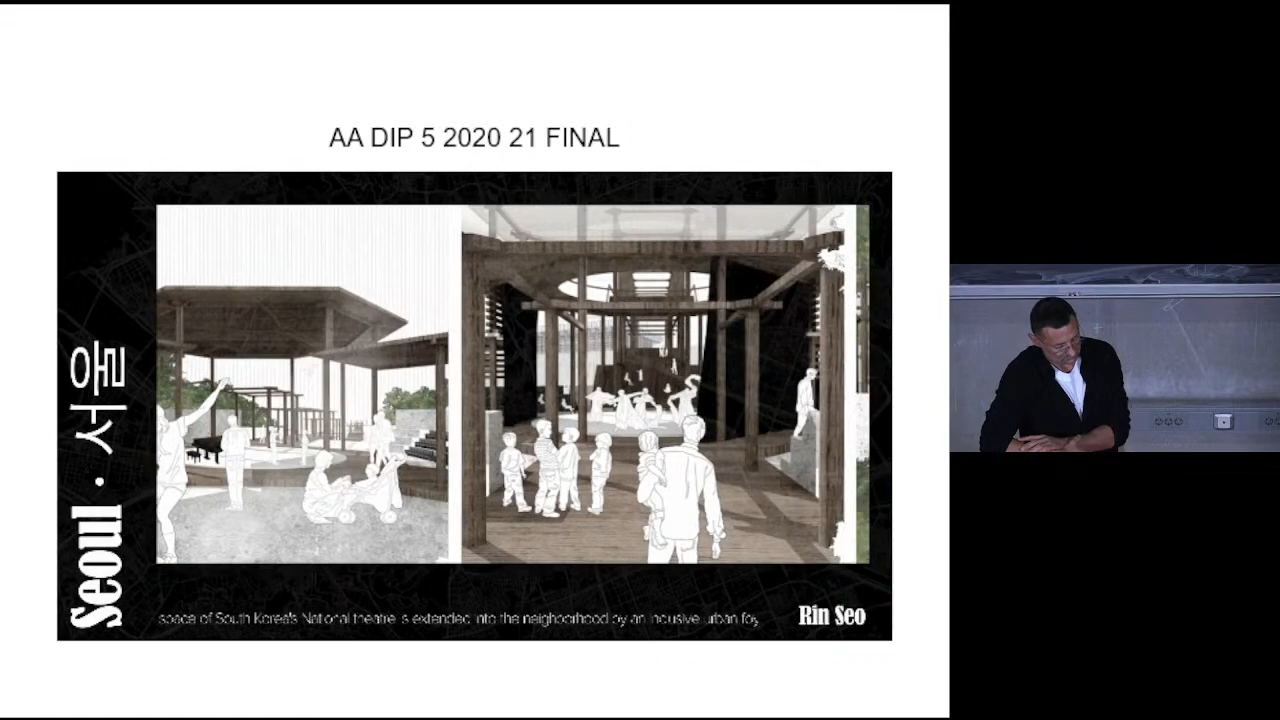 AA DIP 5 2020 21 FINAL
Seoul · 서울
space of South Korea's National theatre is extended into the neighborhood by an inclusive urban foy
Rin Seo